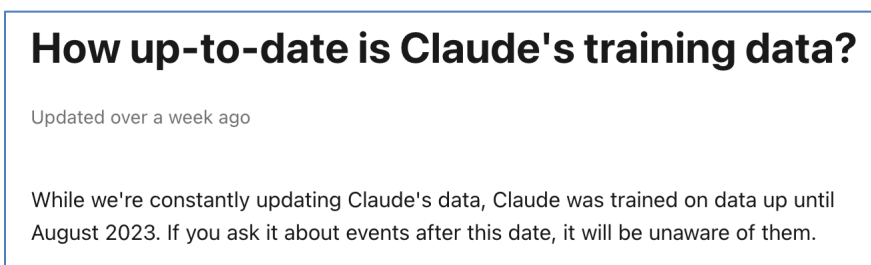 How up-to-date is Claude's training data?
Updated over a week ago
While we're constantly updating Claude's data, Claude was trained on data up until
August 2023. If you ask it about events after this date, it will be unaware of them.